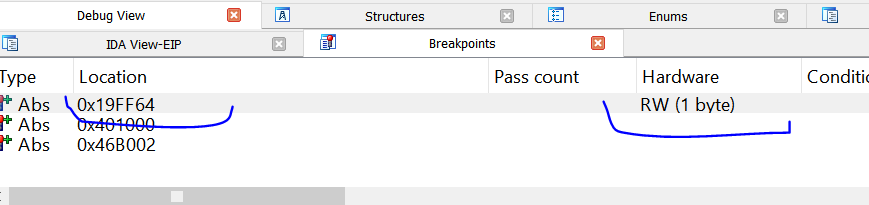 Debug View Structures Enums
IDA View-EIP Breakpoints
Type Location Pass count Hardware Conditi
Abs 0x19FF64 RW (1 byte)
Abs 0x401000
Abs 0x46B002